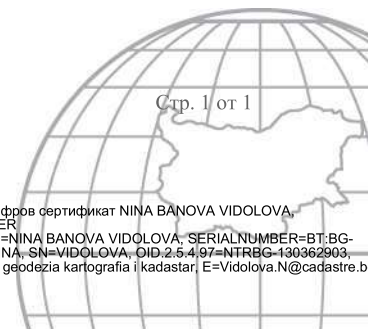 Стр. 1 от 1
фров сертификат NINA BANOVA VIDOLOVA,
ER
=NINA BANOVA VIDOLOVA, SERIALNUMBER=BT:BG-
NA, SN=VIDOLOVA, OID.2.5.4.97=NTRBG-130362903,
geodezia kartografia i kadastar, E=Vidolova.N@cadastre.b